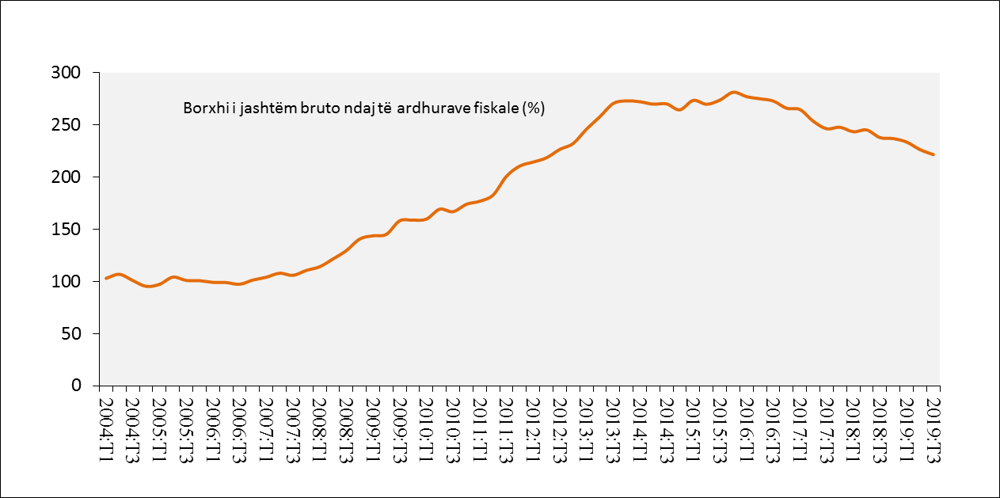 300
250
200
150
100
50
0
Borxhi i jashtëm bruto ndaj të ardhurave fiskale (%)
2004:T1
2004:T3
2005:T1
2005:T3
2006:T1
2006:T3
2007:T1
2007:T3
2008:T1
2008:T3
2009:T1
2009:T3
2010:T1
2010:T3
2011:T1
2011:T3
2012:T1
2012:T3
2013:T1
2013:T3
2014:T1
2014:T3
2015:T1
2015:T3
2016:T1
2016:T3
2017:T1
2017:T3
2018:T1
2018:T3
2019:T1
2019:T3